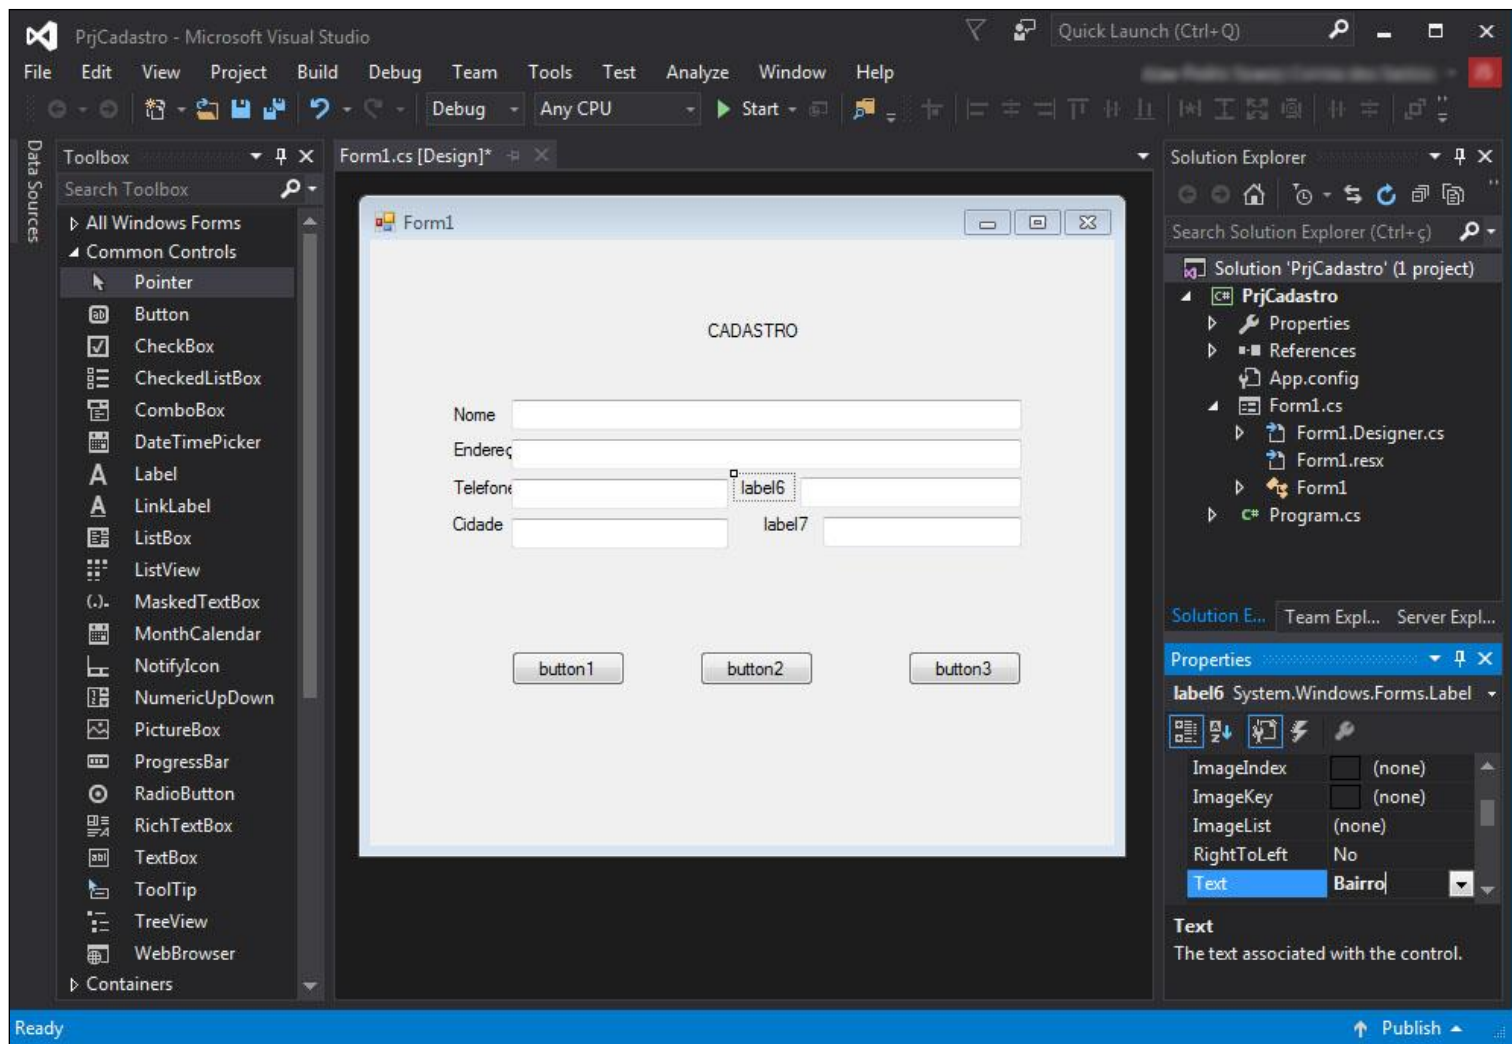 PrjCadastro - Microsoft Visual Studio
Quick Launch (Ctrl+Q)
File Edit View Project Build Debug Team Tools Test Analyze Window Help
Debug Any CPU Start
Data Sources
Toolbox
Search Toolbox
All Windows Forms
Common Controls
Pointer
Button
CheckBox
CheckedListBox
ComboBox
DateTimePicker
Label
LinkLabel
ListBox
ListView
MaskedTextBox
MonthCalendar
NotifyIcon
NumericUpDown
PictureBox
ProgressBar
RadioButton
RichTextBox
TextBox
ToolTip
TreeView
WebBrowser
Containers
Form1.cs [Design]*
Form1
CADASTRO
Nome
Endereç
Telefone
label6
Cidade
label7
button1 button2 button3
Solution Explorer
Search Solution Explorer (Ctrl+ç)
Solution 'PrjCadastro' (1 project)
PrjCadastro
Properties
References
App.config
Form1.cs
Form1.Designer.cs
Form1.resx
Form1
Program.cs
Solution E... Team Expl... Server Expl...
Properties
label6 System.Windows.Forms.Label
ImageIndex (none)
ImageKey (none)
ImageList (none)
RightToLeft No
Text Bairro
Text
The text associated with the control.
Ready
Publish